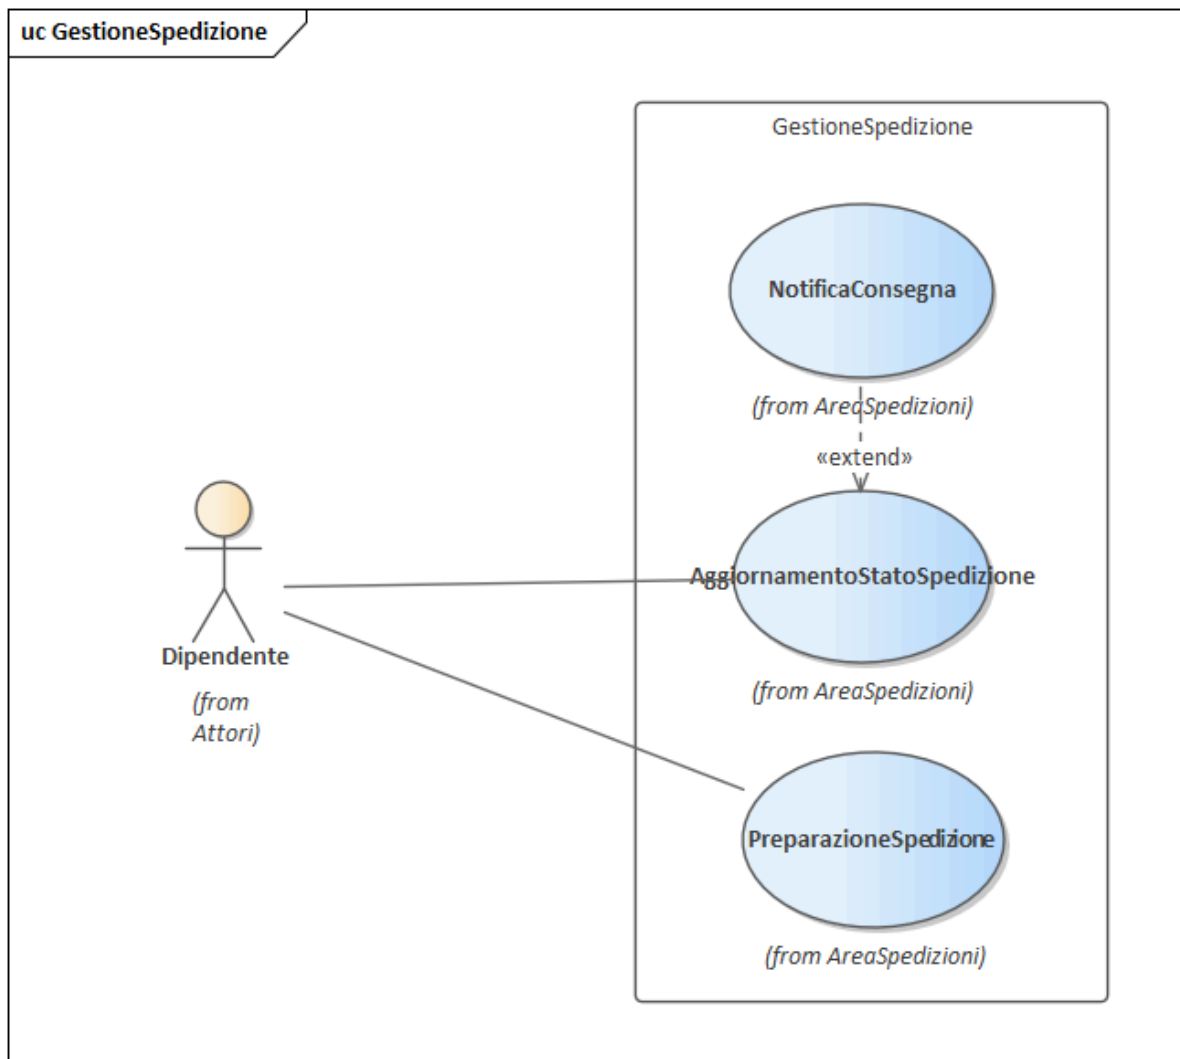 uc GestioneSpedizione
GestioneSpedizione
NotificaConsegna
(from AreaSpedizioni)
«extend»
AggiornamentoStatoSpedizione
(from AreaSpedizioni)
Dipendente
(from
Attori)
PreparazioneSpedizione
(from AreaSpedizioni)